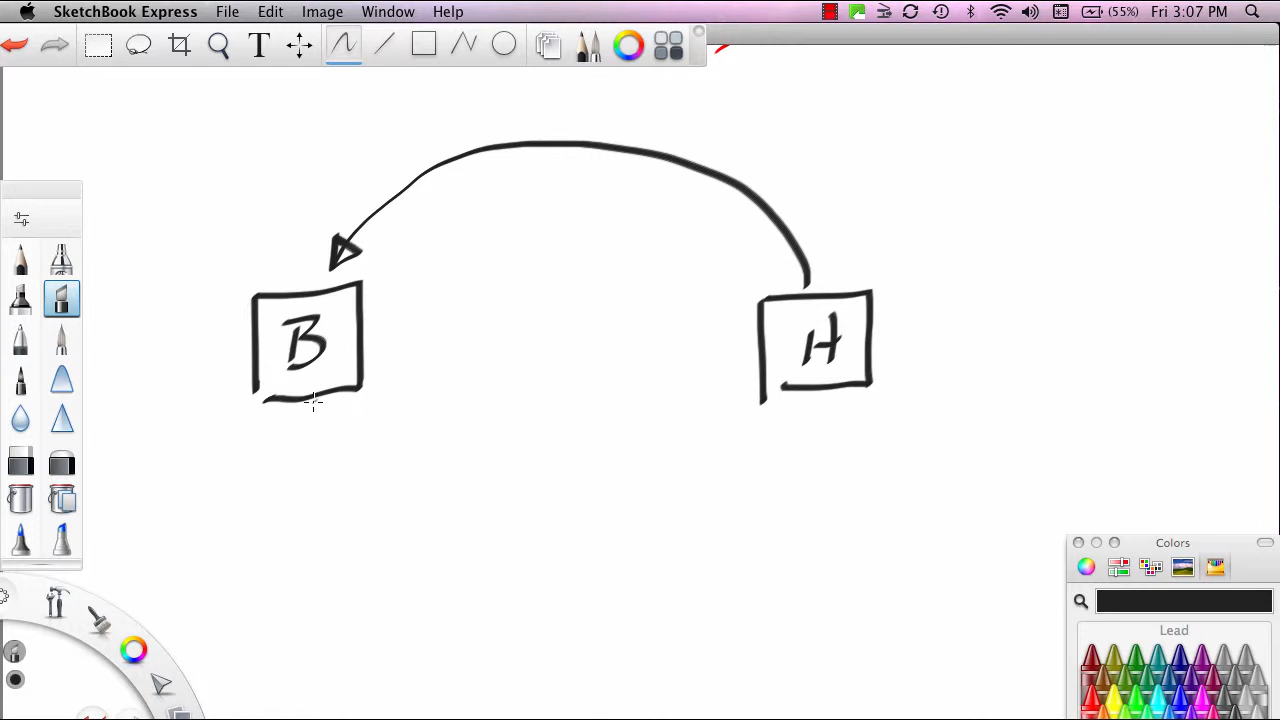 SketchBook Express File Edit Image Window Help (55%) Fri 3:07 PM
T
B
H
Colors
Lead